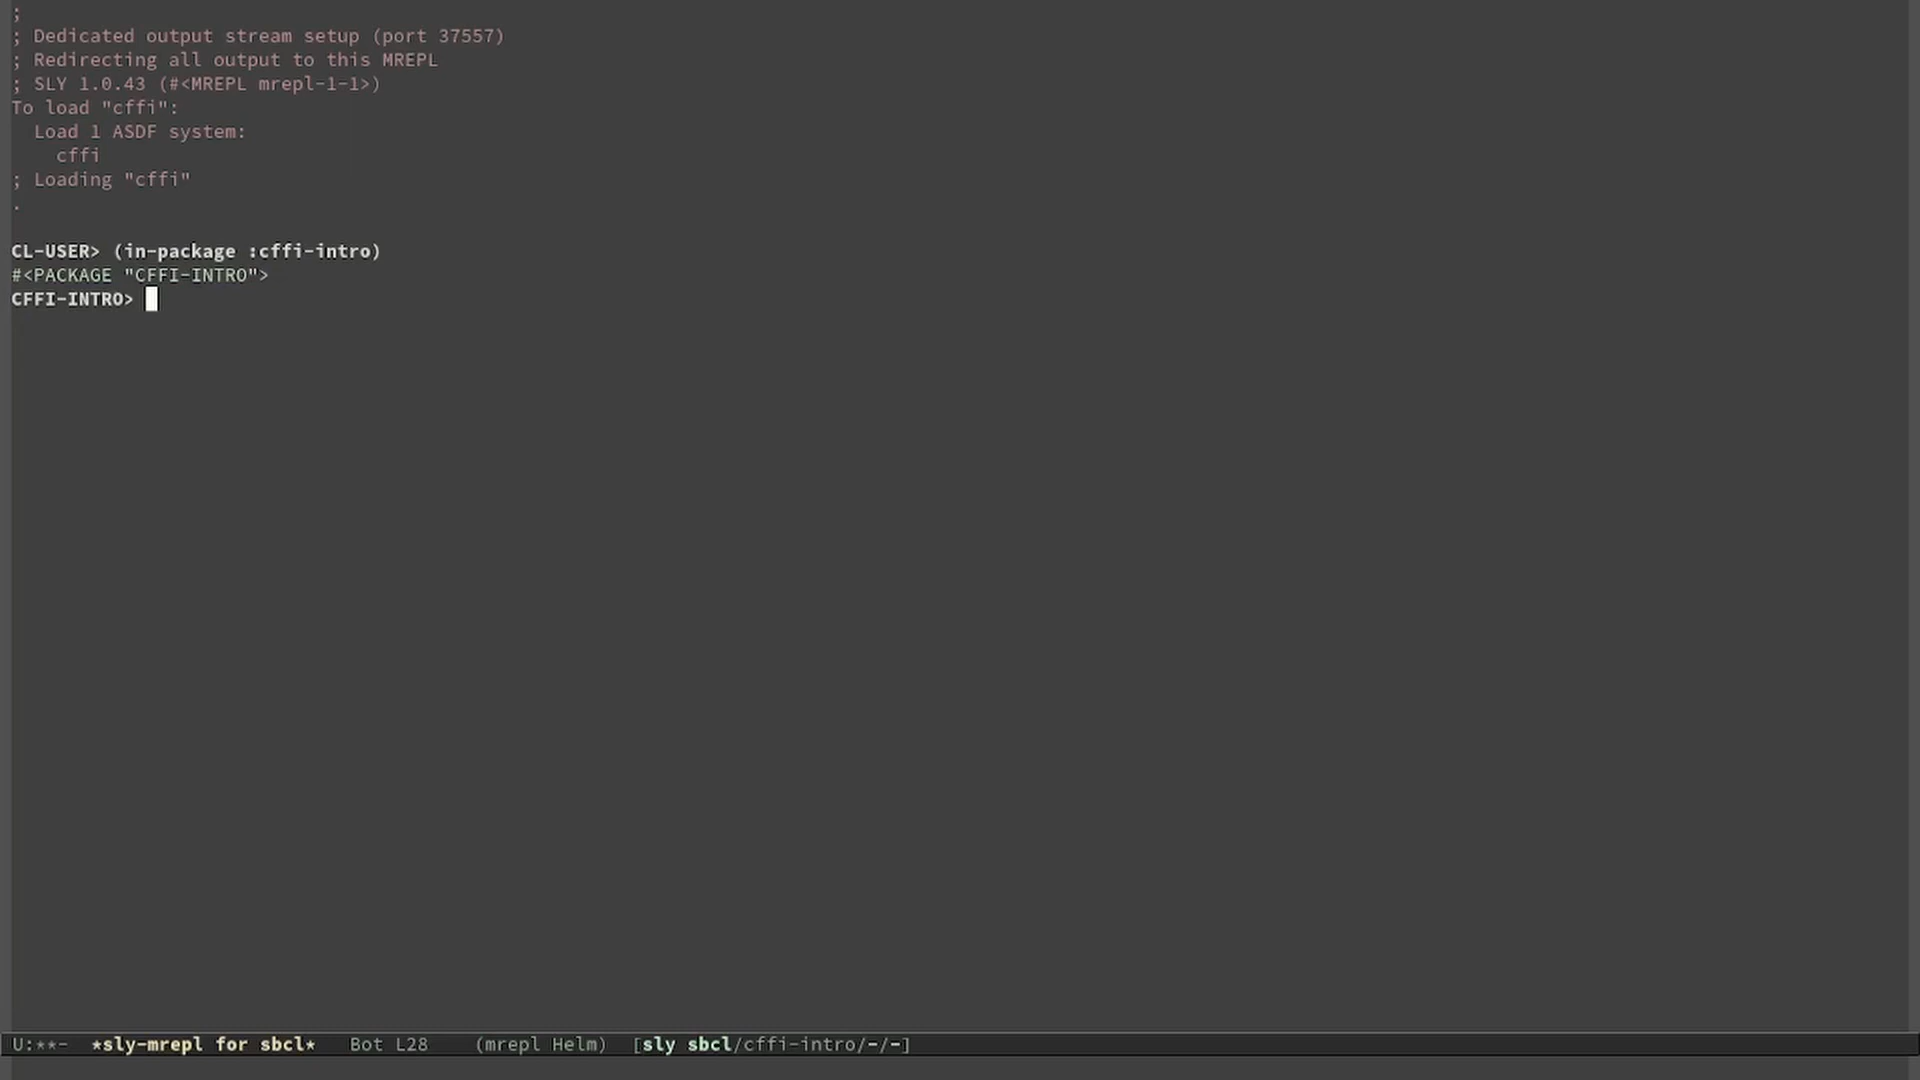 ;
; Dedicated output stream setup (port 37557)
; Redirecting all output to this MREPL
; SLY 1.0.43 (#<MREPL mrepl-1-1>)
To load "cffi":
  Load 1 ASDF system:
    cffi
; Loading "cffi"
.
CL-USER> (in-package :cffi-intro)
#<PACKAGE "CFFI-INTRO">
CFFI-INTRO>
U:**-  *sly-mrepl for sbcl*   Bot L28    (mrepl Helm)  [sly sbcl/cffi-intro/-/-]